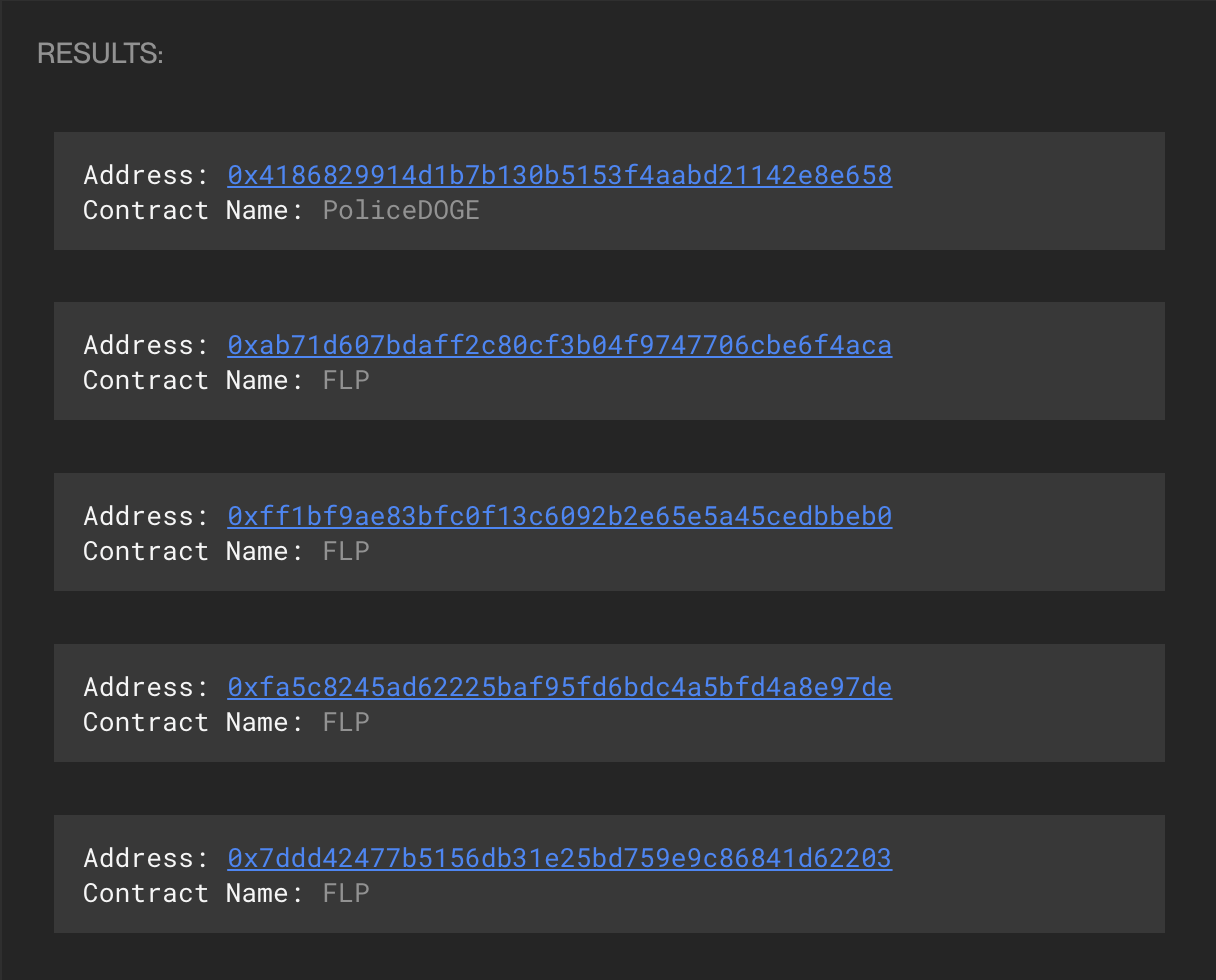 RESULTS:
Address: 0x4186829914d1b7b130b5153f4aabd21142e8e658
Contract Name: PoliceDOGE
Address: 0xab71d607bdaff2c80cf3b04f9747706cbe6f4aca
Contract Name: FLP
Address: 0xff1bf9ae83bfc0f13c6092b2e65e5a45cedbbeb0
Contract Name: FLP
Address: 0xfa5c8245ad62225baf95fd6bdc4a5bfd4a8e97de
Contract Name: FLP
Address: 0x7ddd42477b5156db31e25bd759e9c86841d62203
Contract Name: FLP